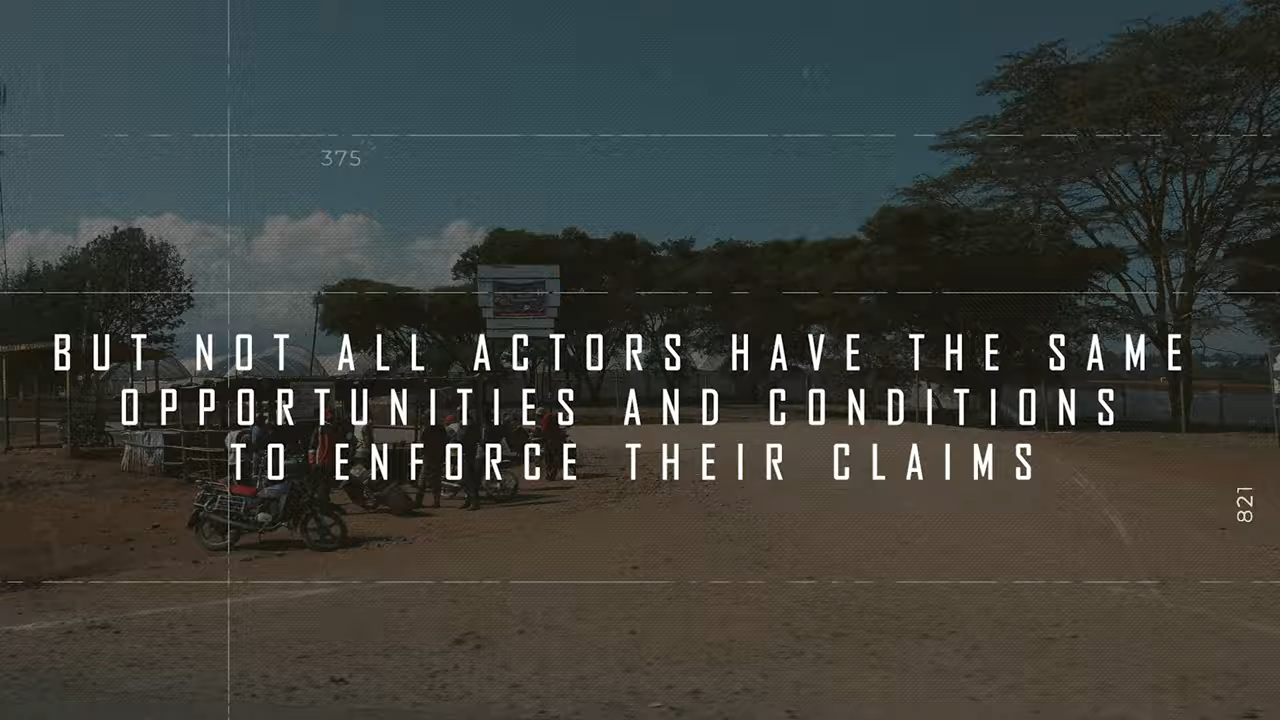 375
BUT NOT ALL ACTORS HAVE THE SAME
OPPORTUNITIES AND CONDITIONS
TO ENFORCE THEIR CLAIMS
821